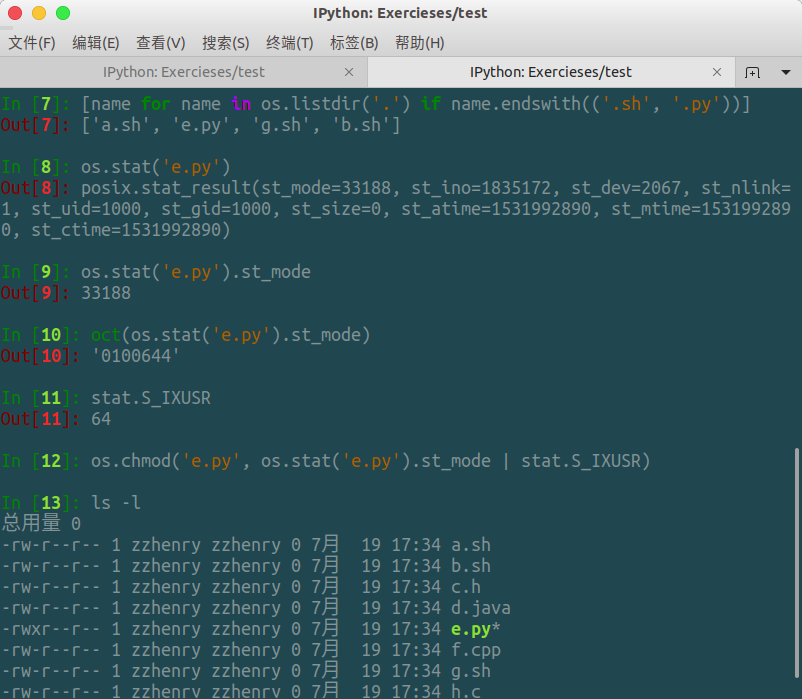 IPython: Exercieses/test
文件(F) 编辑(E) 查看(V) 搜索(S) 终端(T) 标签(B) 帮助(H)
IPython: Exercieses/test × IPython: Exercieses/test ×
In [7]: [name for name in os.listdir('.') if name.endswith(('.sh', '.py'))]
Out[7]: ['a.sh', 'e.py', 'g.sh', 'b.sh']
In [8]: os.stat('e.py')
Out[8]: posix.stat_result(st_mode=33188, st_ino=1835172, st_dev=2067, st_nlink=
1, st_uid=1000, st_gid=1000, st_size=0, st_atime=1531992890, st_mtime=153199289
0, st_ctime=1531992890)
In [9]: os.stat('e.py').st_mode
Out[9]: 33188
In [10]: oct(os.stat('e.py').st_mode)
Out[10]: '0100644'
In [11]: stat.S_IXUSR
Out[11]: 64
In [12]: os.chmod('e.py', os.stat('e.py').st_mode | stat.S_IXUSR)
In [13]: ls -l
总用量 0
-rw-r--r-- 1 zzhenry zzhenry 0 7月  19 17:34 a.sh
-rw-r--r-- 1 zzhenry zzhenry 0 7月  19 17:34 b.sh
-rw-r--r-- 1 zzhenry zzhenry 0 7月  19 17:34 c.h
-rw-r--r-- 1 zzhenry zzhenry 0 7月  19 17:34 d.java
-rwxr--r-- 1 zzhenry zzhenry 0 7月  19 17:34 e.py*
-rw-r--r-- 1 zzhenry zzhenry 0 7月  19 17:34 f.cpp
-rw-r--r-- 1 zzhenry zzhenry 0 7月  19 17:34 g.sh
-rw-r--r-- 1 zzhenry zzhenry 0 7月  19 17:34 h.c